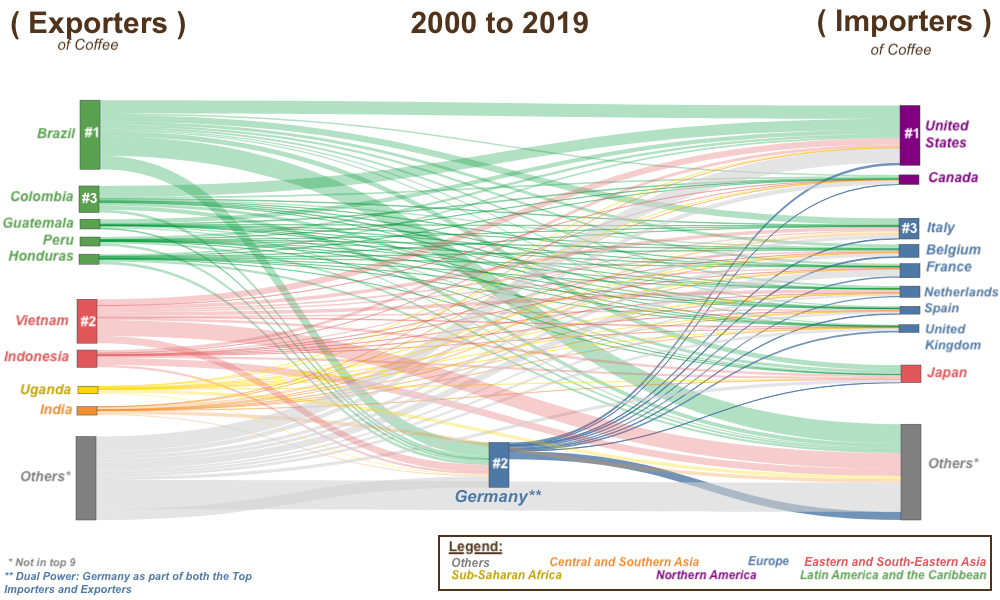 ( Exporters )
of Coffee
2000 to 2019
( Importers )
of Coffee
Brazil
#1
Colombia
#3
Guatemala
Peru
Honduras
Vietnam
#2
Indonesia
Uganda
India
Others*
#2
Germany**
#1
United
States
Canada
#3
Italy
Belgium
France
Netherlands
Spain
United
Kingdom
Japan
Others*
* Not in top 9
** Dual Power: Germany as part of both the Top
Importers and Exporters
Legend:
Others
Central and Southern Asia
Europe
Eastern and South-Eastern Asia
Sub-Saharan Africa
Northern America
Latin America and the Caribbean